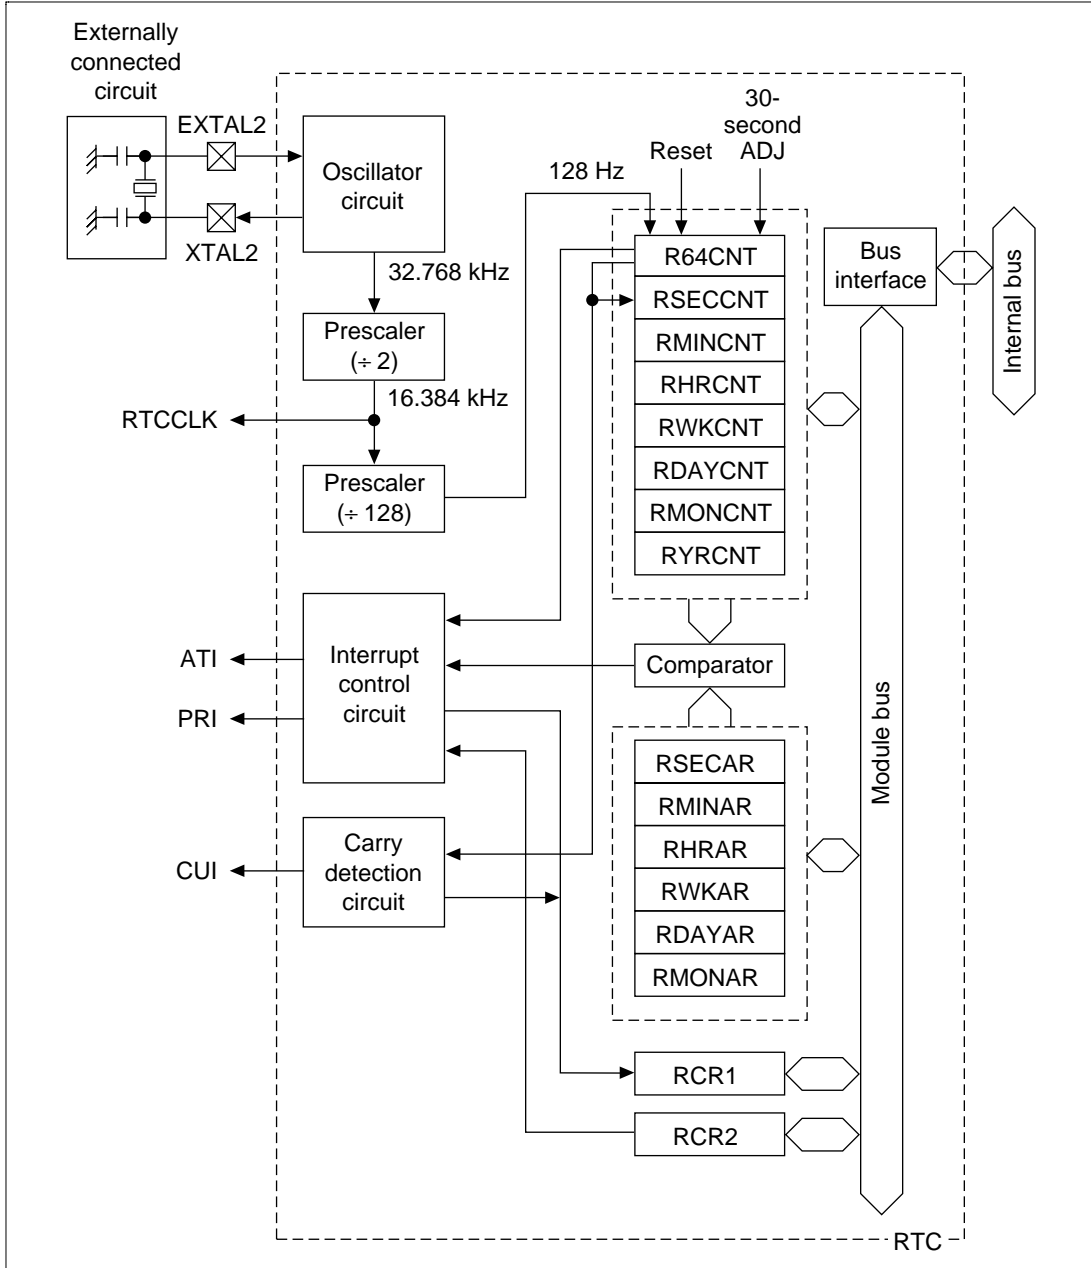 Externally
connected
circuit
EXTAL2
XTAL2
Oscillator
circuit
32.768 kHz
Prescaler
(÷ 2)
16.384 kHz
RTCCLK
Prescaler
(÷ 128)
128 Hz
Reset
30-
second
ADJ
R64CNT
RSECCNT
RMINCNT
RHRCNT
RWKCNT
RDAYCNT
RMONCNT
RYRCNT
Bus
interface
Internal bus
Interrupt
control
circuit
ATI
PRI
Comparator
Module bus
RSECAR
RMINAR
RHRAR
RWKAR
RDAYAR
RMONAR
Carry
detection
circuit
CUI
RCR1
RCR2
RTC